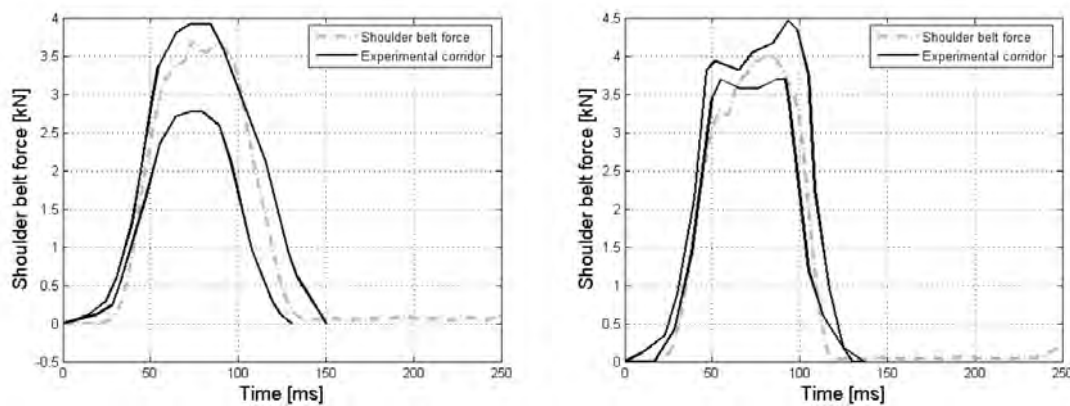 4
3.5
3
2.5
2
1.5
1
0.5
0
-0.5
Shoulder belt force [kN]
Shoulder belt force
Experimental corridor
0 50 100 150 200 250
Time [ms]
4.5
4
3.5
3
2.5
2
1.5
1
0.5
0
Shoulder belt force [kN]
Shoulder belt force
Experimental corridor
0 50 100 150 200 250
Time [ms]